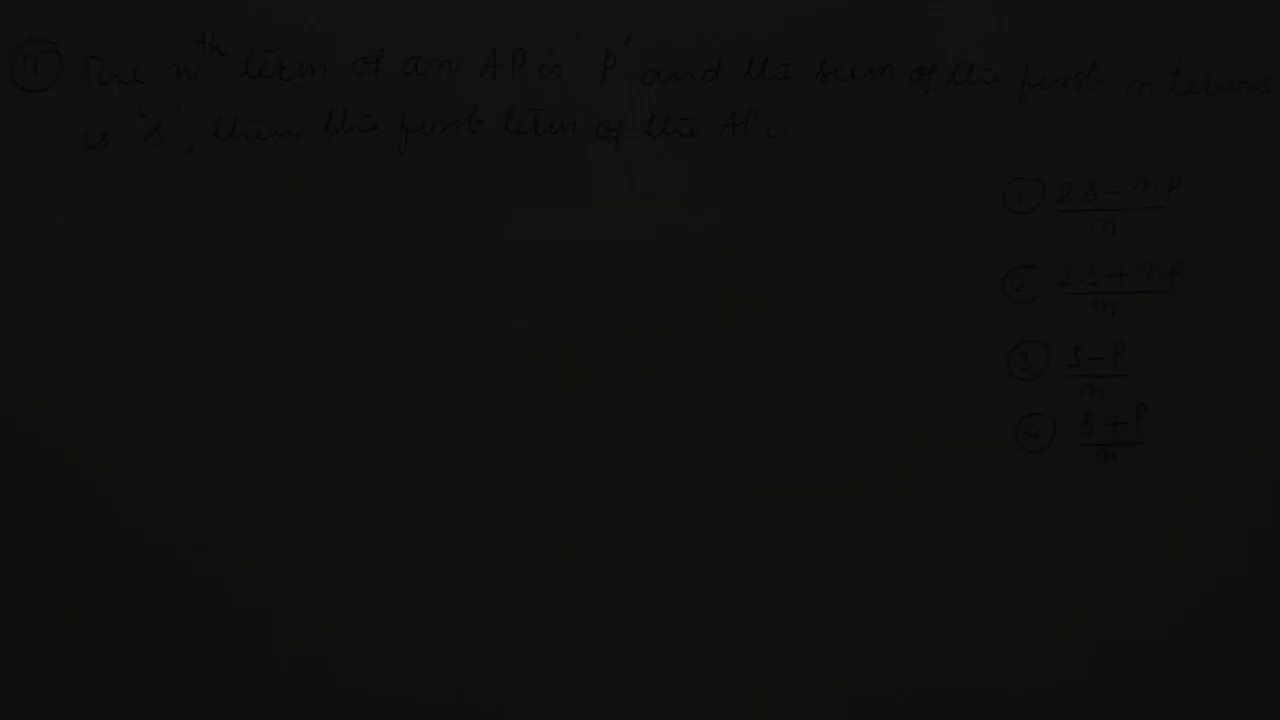 11 The nth term of an AP is 'P' and the sum of the first n terms
is 's', then the first term of the AP is
1 2s-np/n
2 2s+np/n
3 s-p/n
4 s+p/n